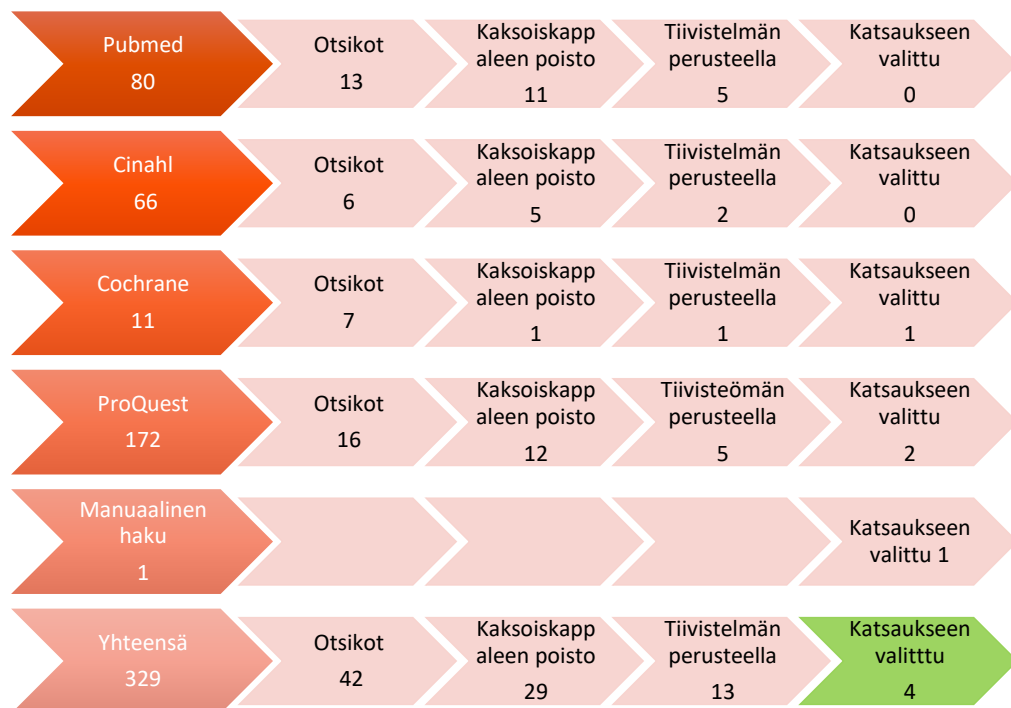 Pubmed
80
Otsikot
13
Kaksoiskapp
aleen poisto
11
Tiivistelmän
perusteella
5
Katsaukseen
valittu
0
Cinahl
66
Otsikot
6
Kaksoiskapp
aleen poisto
5
Tiivistelmän
perusteella
2
Katsaukseen
valittu
0
Cochrane
11
Otsikot
7
Kaksoiskapp
aleen poisto
1
Tiivistelmän
perusteella
1
Katsaukseen
valittu
1
ProQuest
172
Otsikot
16
Kaksoiskapp
aleen poisto
12
Tiivisteömän
perusteella
5
Katsaukseen
valittu
2
Manuaalinen
haku
1
Katsaukseen
valittu 1
Yhteensä
329
Otsikot
42
Kaksoiskapp
aleen poisto
29
Tiivistelmän
perusteella
13
Katsaukseen
valitttu
4